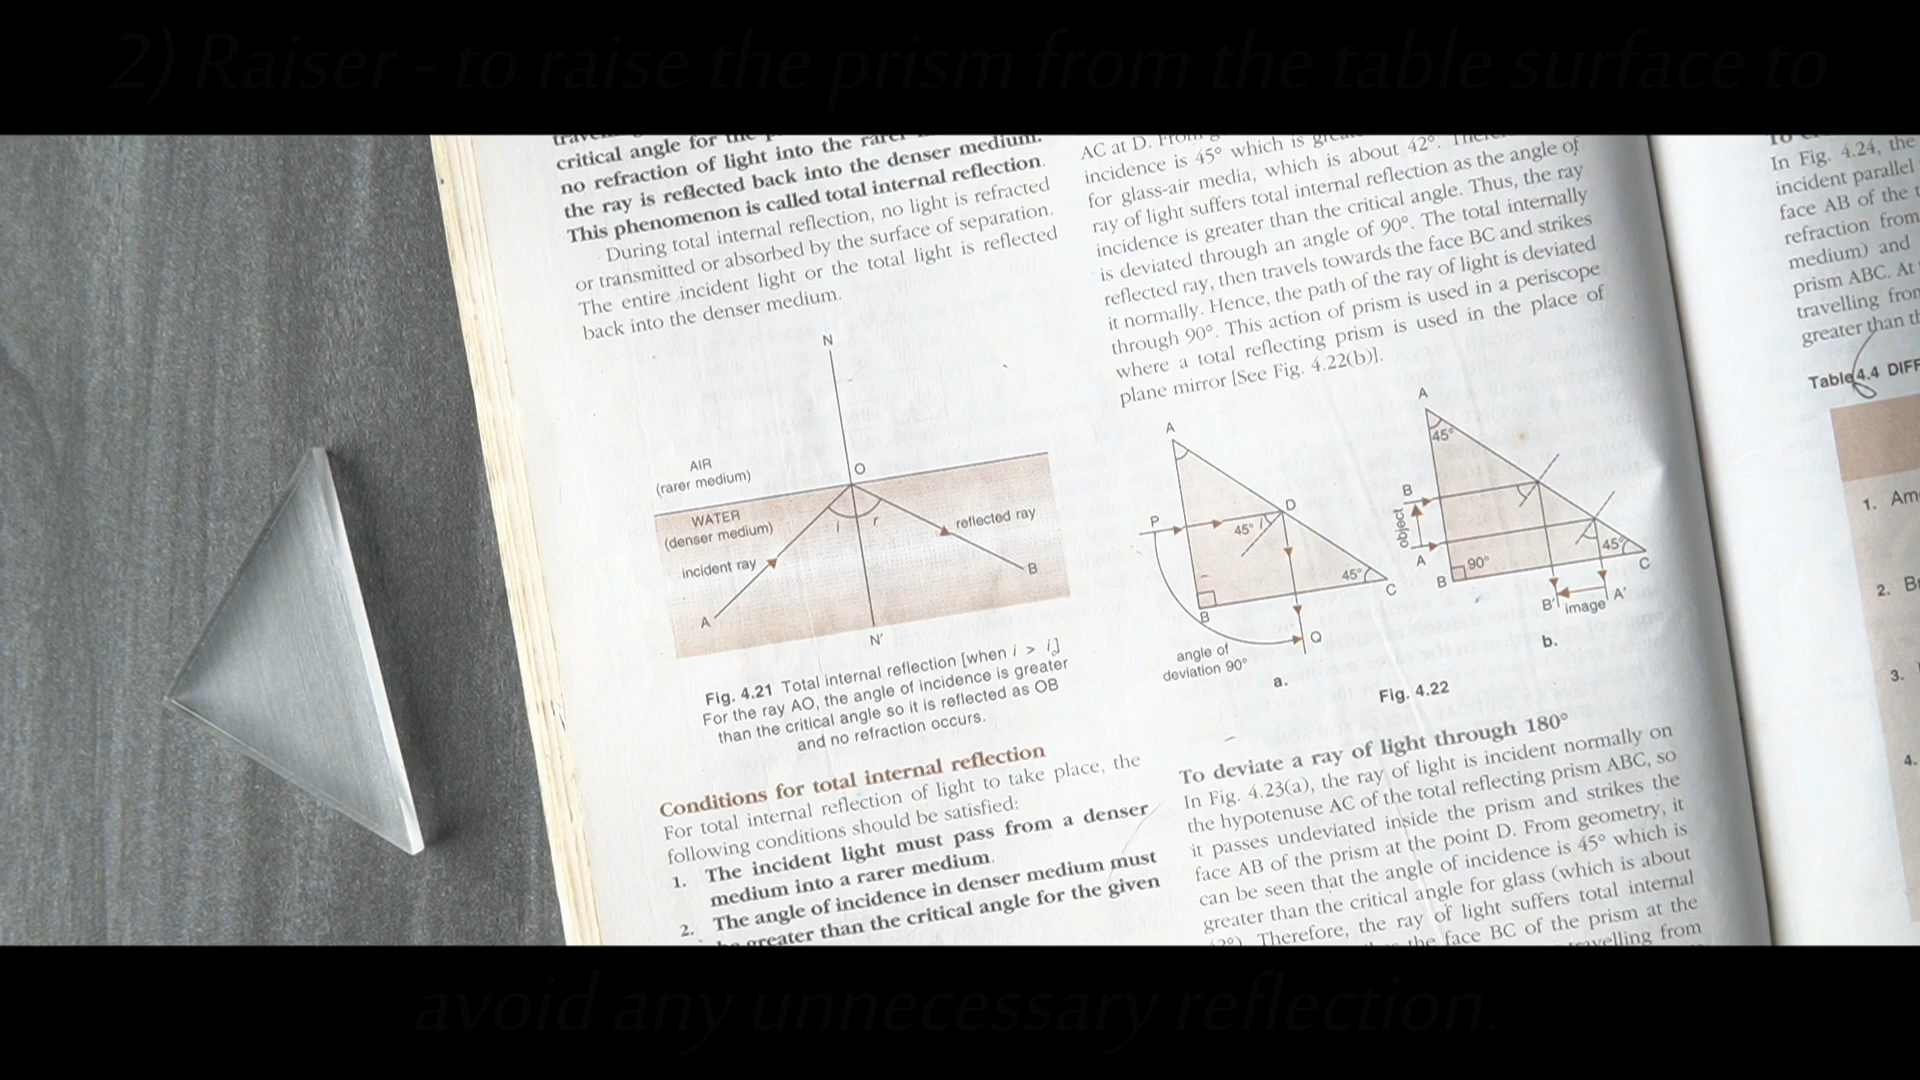 2) Raiser - to raise the prism from the table surface to
critical angle for the
no refraction of light into the rarer
the ray is reflected back into the denser medium.
This phenomenon is called total internal reflection.
During total internal reflection, no light is refracted
or transmitted or absorbed by the surface of separation.
The entire incident light or the total light is reflected
back into the denser medium.
N
AIR
(rarer medium)
O
WATER
(denser medium)
i
r
reflected ray
incident ray
B
A
N'
Fig. 4.21 Total internal reflection [when i > ic]
For the ray AO, the angle of incidence is greater
than the critical angle so it is reflected as OB
and no refraction occurs.
Conditions for total internal reflection
For total internal reflection of light to take place, the
following conditions should be satisfied:
1. The incident light must pass from a denser
medium into a rarer medium.
2. The angle of incidence in denser medium must
be greater than the critical angle for the given
AC at D. From
incidence is 45° which is
for glass-air media, which is about 42°.
ray of light suffers total internal reflection as the angle of
incidence is greater than the critical angle. Thus, the ray
is deviated through an angle of 90°. The total internally
reflected ray, then travels towards the face BC and strikes
it normally. Hence, the path of the ray of light is deviated
through 90°. This action of prism is used in a periscope
where a total reflecting prism is used in the place of
plane mirror [See Fig. 4.22(b)].
A
P
45° i
D
45°
C
B
Q
angle of
deviation 90°
a.
A
45°
B
object
A
B
90°
45°
C
B'
image
A'
b.
Fig. 4.22
To deviate a ray of light through 180°
In Fig. 4.23(a), the ray of light is incident normally on
the hypotenuse AC of the total reflecting prism ABC, so
it passes undeviated inside the prism and strikes the
face AB of the prism at the point D. From geometry, it
can be seen that the angle of incidence is 45° which is
greater than the critical angle for glass (which is about
42°). Therefore, the ray of light suffers total internal
the face BC of the prism at the
travelling from
In Fig. 4.24, the
incident parallel
face AB of the
refraction from
medium) and
prism ABC. At
travelling from
greater than
Table 4.4 DIFF
1. Am
2. B
3.
4.
avoid any unnecessary reflection.